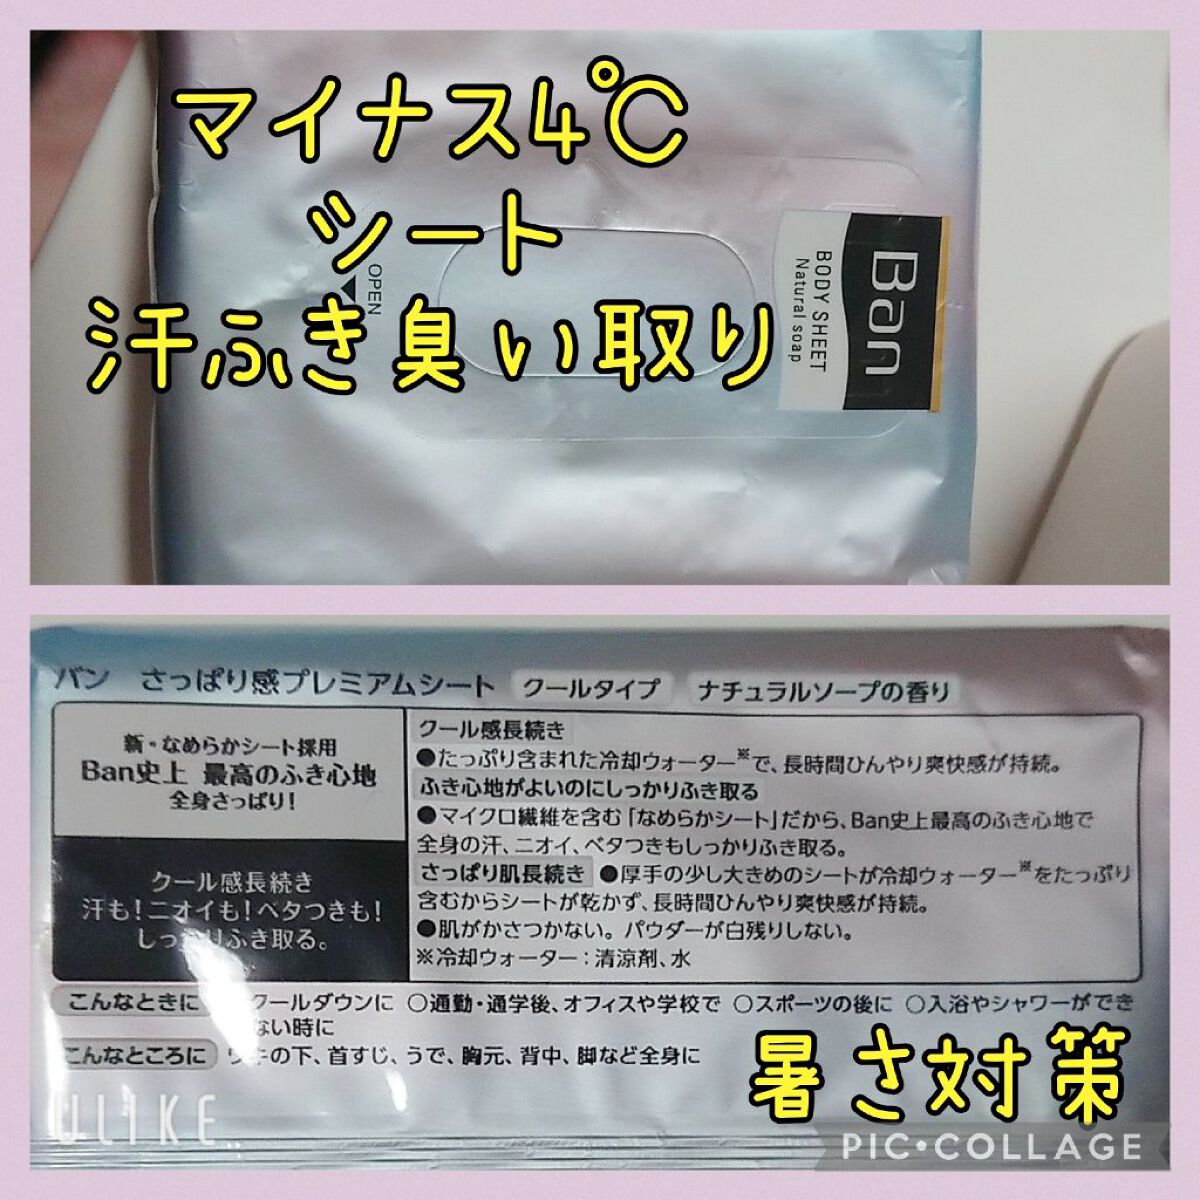 マイナス4℃
シート
汗ふき臭い取り
OPEN
Ban
BODY SHEET
Natural soap
バン さっぱり感プレミアムシート クールタイプ ナチュラルソープの香り
新・なめらかシート採用
Ban史上 最高のふき心地
全身さっぱり!
クール感長続き
汗も!ニオイも!ベタつきも!
しっかりふき取る。
クール感長続き
●たっぷり含まれた冷却ウォーター※で、長時間ひんやり爽快感が持続。
ふき心地がよいのにしっかりふき取る
●マイクロ繊維を含む「なめらかシート」だから、Ban史上最高のふき心地で
全身の汗、ニオイ、ベタつきもしっかりふき取る。
さっぱり肌長続き ●厚手の少し大きめのシートが冷却ウォーター※をたっぷり
含むからシートが乾かず、長時間ひんやり爽快感が持続。
●肌がかさつかない。パウダーが白残りしない。
※冷却ウォーター:清涼剤、水
こんなときに クールダウンに ○通勤・通学後、オフィスや学校で ○スポーツの後に ○入浴やシャワーができ
ない時に
こんなところに ワキの下、首すじ、うで、胸元、背中、脚など全身に
暑さ対策
ULIKE
PIC•COLLAGE